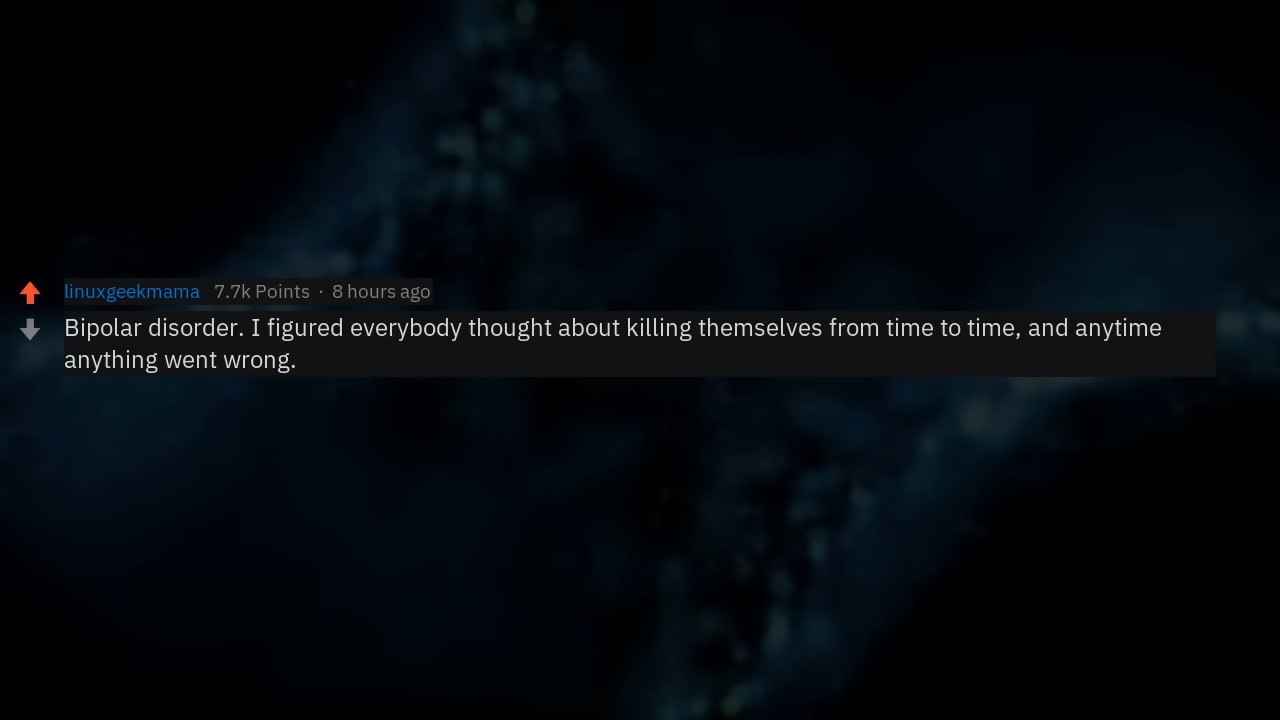 linuxgeekmama 7.7k Points · 8 hours ago
Bipolar disorder. I figured everybody thought about killing themselves from time to time, and anytime
anything went wrong.